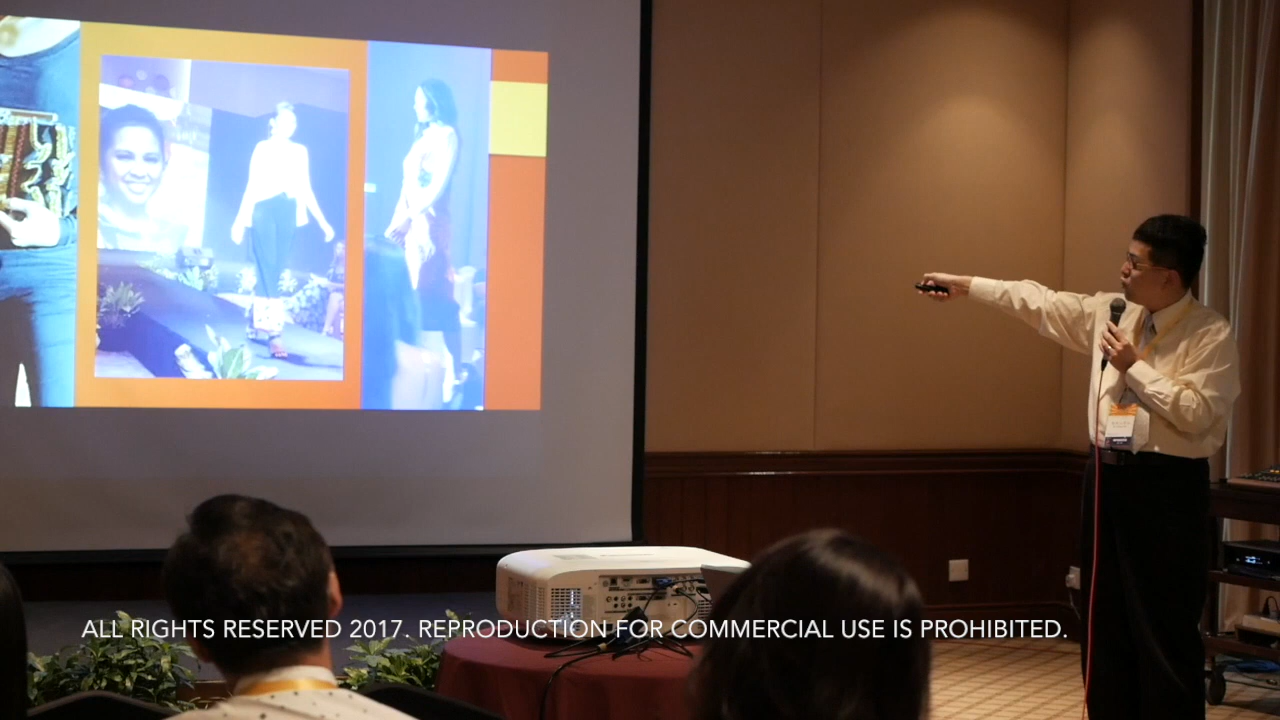 ALL RIGHTS RESERVED 2017. REPRODUCTION FOR COMMERCIAL USE IS PROHIBITED.